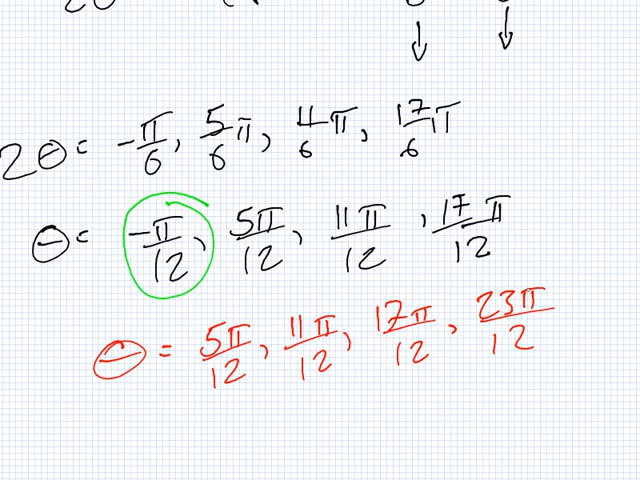 2θ = -π/6, 5/6 π, 11/6 π, 17/6 π
θ = -π/12, 5π/12, 11π/12, 17π/12
θ = 5π/12, 11π/12, 17π/12, 23π/12